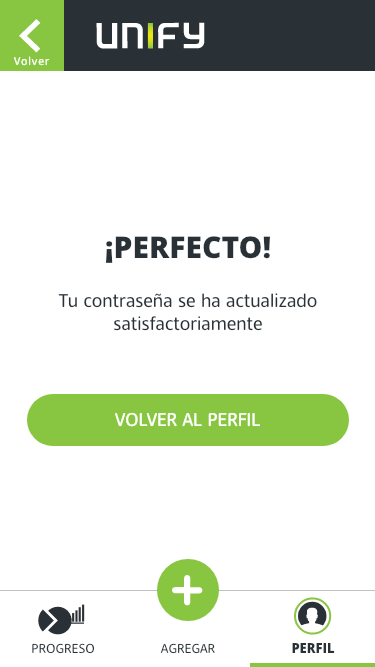 UNIFY
Volver
¡PERFECTO!
Tu contraseña se ha actualizado
satisfactoriamente
VOLVER AL PERFIL
PROGRESO
AGREGAR
PERFIL